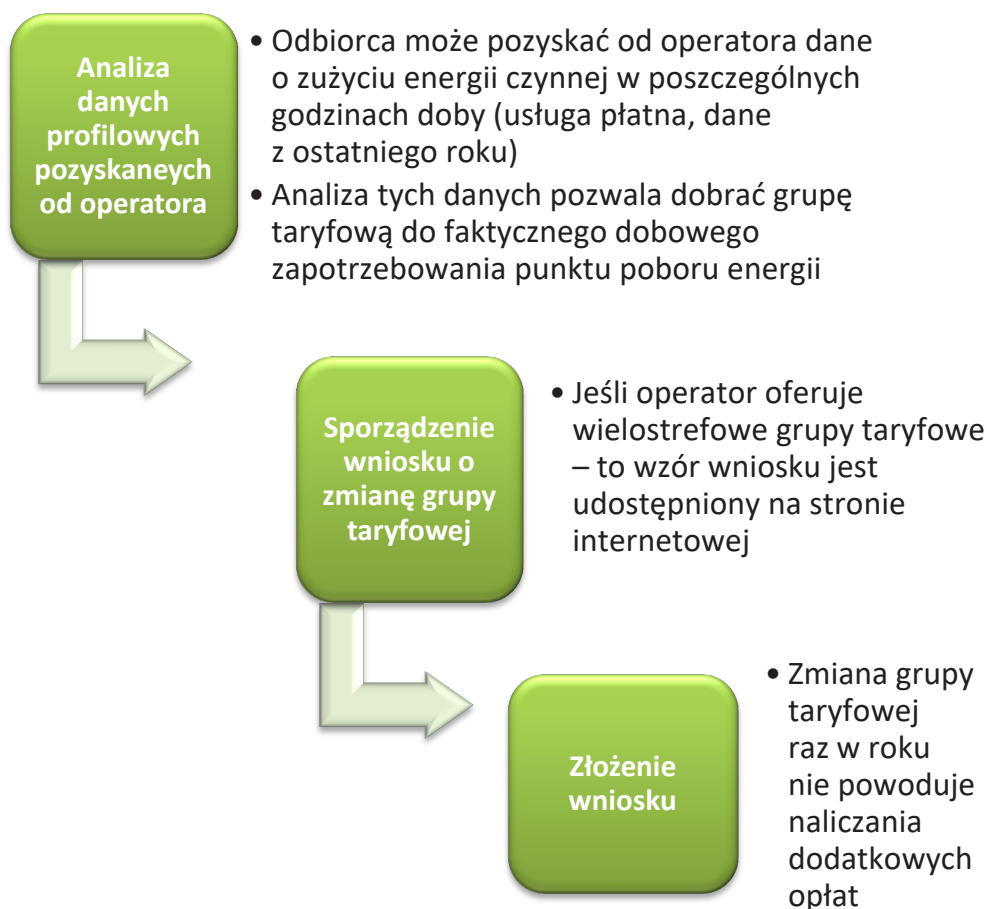 Analiza
danych
profilowych
pozyskaneych
od operatora
• Odbiorca może pozyskać od operatora dane
o zużyciu energii czynnej w poszczególnych
godzinach doby (usługa płatna, dane
z ostatniego roku)
• Analiza tych danych pozwala dobrać grupę
taryfową do faktycznego dobowego
zapotrzebowania punktu poboru energii
Sporządzenie
wniosku o
zmianę grupy
taryfowej
• Jeśli operator oferuje
wielostrefowe grupy taryfowe
– to wzór wniosku jest
udostępniony na stronie
internetowej
Złożenie
wniosku
• Zmiana grupy
taryfowej
raz w roku
nie powoduje
naliczania
dodatkowych
opłat